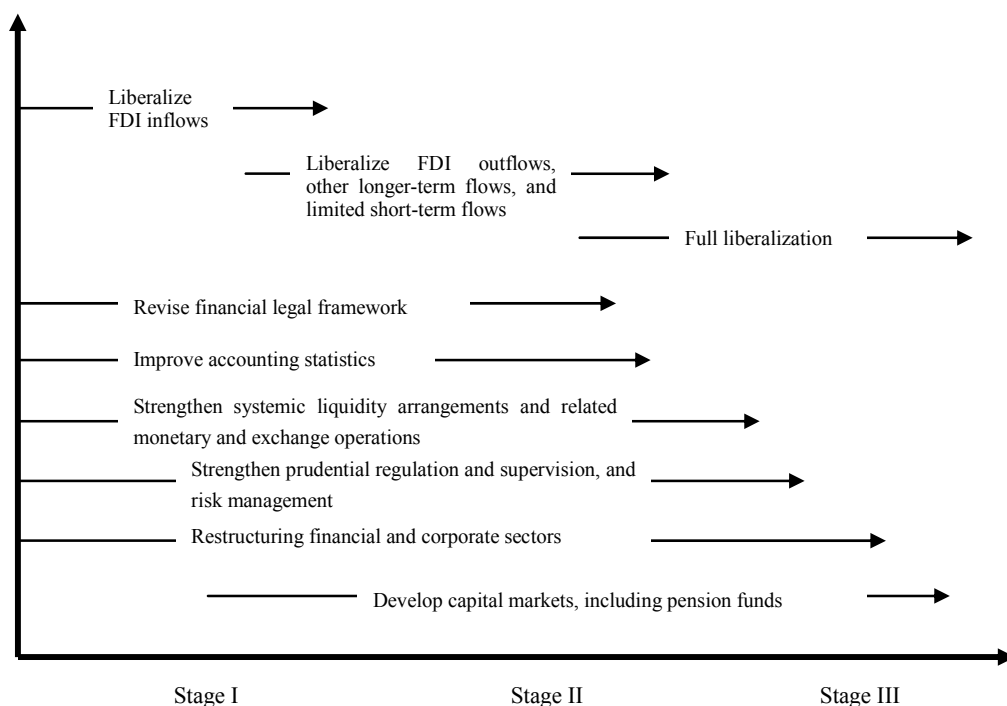 Liberalize
FDI inflows
Liberalize FDI outflows,
other longer-term flows, and
limited short-term flows
Full liberalization
Revise financial legal framework
Improve accounting statistics
Strengthen systemic liquidity arrangements and related
monetary and exchange operations
Strengthen prudential regulation and supervision, and
risk management
Restructuring financial and corporate sectors
Develop capital markets, including pension funds
Stage I Stage II Stage III